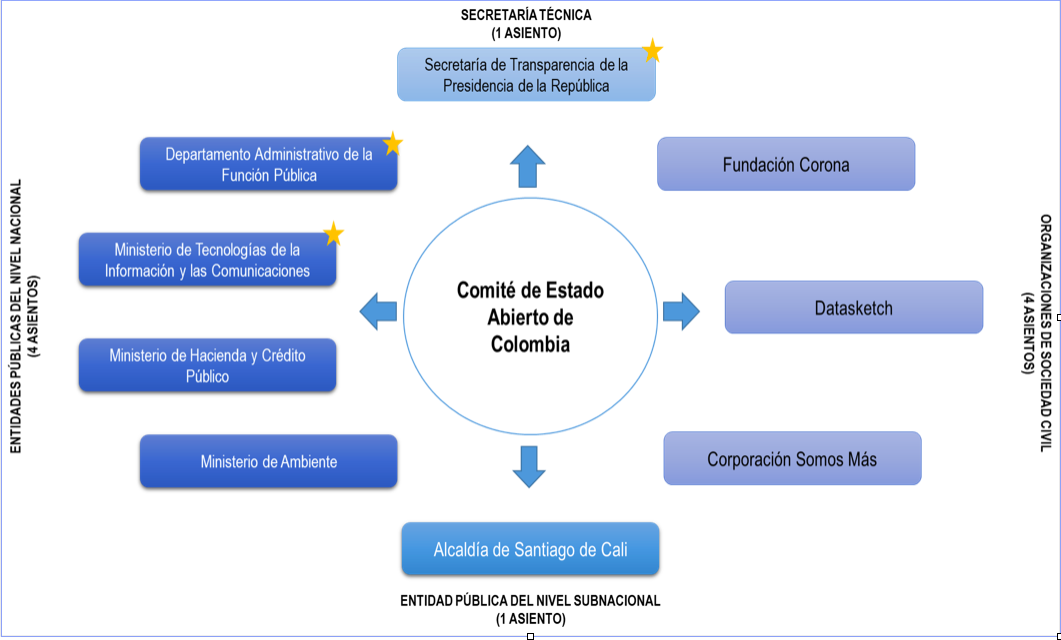 SECRETARÍA TÉCNICA
(1 ASIENTO)
Secretaría de Transparencia de la
Presidencia de la República
ENTIDADES PÚBLICAS DEL NIVEL NACIONAL
(4 ASIENTOS)
Departamento Administrativo de la
Función Pública
Ministerio de Tecnologías de la
Información y las Comunicaciones
Ministerio de Hacienda y Crédito
Público
Ministerio de Ambiente
Comité de Estado
Abierto de
Colombia
Fundación Corona
Datasketch
Corporación Somos Más
ORGANIZACIONES DE SOCIEDAD CIVIL
(4 ASIENTOS)
Alcaldía de Santiago de Cali
ENTIDAD PÚBLICA DEL NIVEL SUBNACIONAL
(1 ASIENTO)